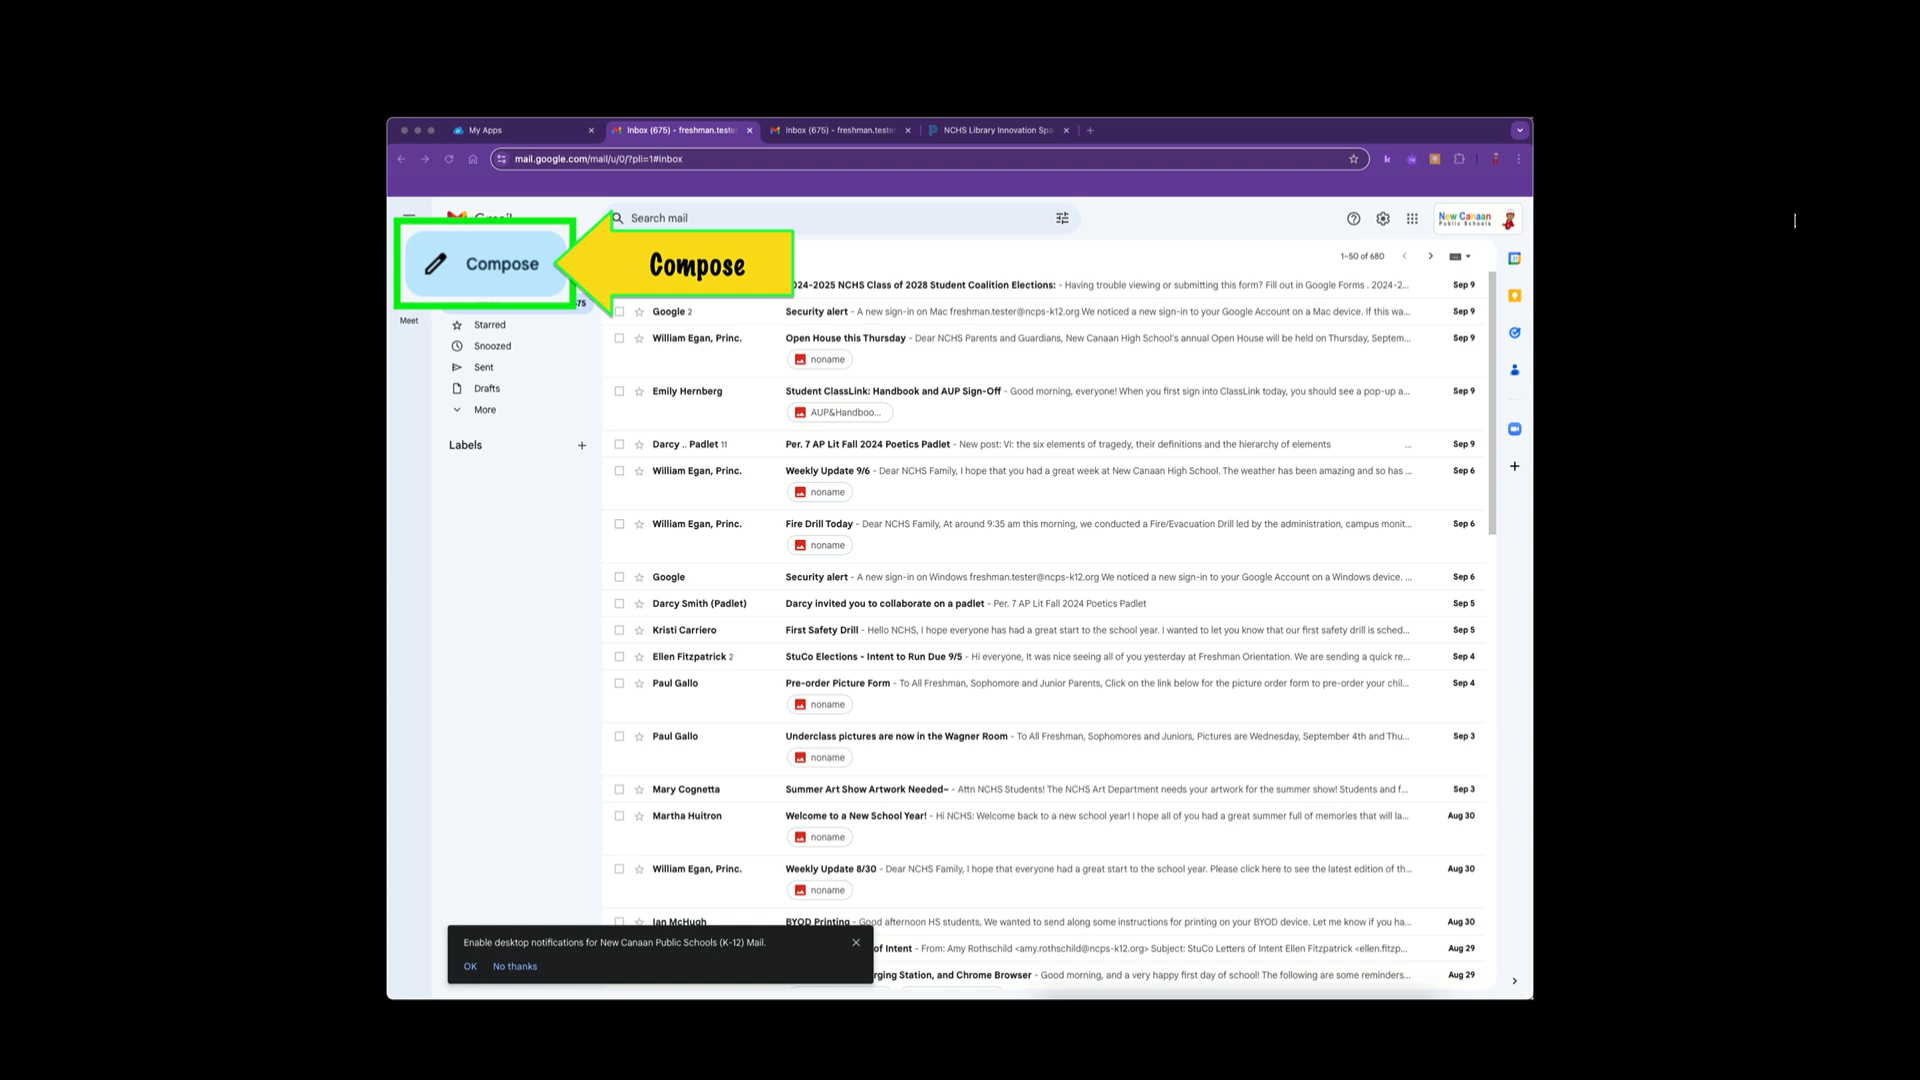 My Apps
Inbox (675) - freshman.teste
Inbox (675) - freshman.teste
NCHS Library Innovation Spa
mail.google.com/mail/u/0/?pli=1#inbox
Gmail
Search mail
New Canaan
Public Schools
Compose
Compose
1-50 of 680
Meet
Starred
Snoozed
Sent
Drafts
More
Labels
024-2025 NCHS Class of 2028 Student Coalition Elections: - Having trouble viewing or submitting this form? Fill out in Google Forms . 2024-2... Sep 9
Google 2 Security alert - A new sign-in on Mac freshman.tester@ncps-k12.org We noticed a new sign-in to your Google Account on a Mac device. If this wa... Sep 9
William Egan, Princ. Open House this Thursday - Dear NCHS Parents and Guardians, New Canaan High School's annual Open House will be held on Thursday, Septem... Sep 9
noname
Emily Hernberg Student ClassLink: Handbook and AUP Sign-Off - Good morning, everyone! When you first sign into ClassLink today, you should see a pop-up a... Sep 9
AUP&Handboo...
Darcy .. Padlet 11 Per. 7 AP Lit Fall 2024 Poetics Padlet - New post: VI: the six elements of tragedy, their definitions and the hierarchy of elements ... Sep 9
William Egan, Princ. Weekly Update 9/6 - Dear NCHS Family, I hope that you had a great week at New Canaan High School. The weather has been amazing and so has ... Sep 6
noname
William Egan, Princ. Fire Drill Today - Dear NCHS Family, At around 9:35 am this morning, we conducted a Fire/Evacuation Drill led by the administration, campus monit... Sep 6
noname
Google Security alert - A new sign-in on Windows freshman.tester@ncps-k12.org We noticed a new sign-in to your Google Account on a Windows device. ... Sep 6
Darcy Smith (Padlet) Darcy invited you to collaborate on a padlet - Per. 7 AP Lit Fall 2024 Poetics Padlet Sep 5
Kristi Carriero First Safety Drill - Hello NCHS, I hope everyone has had a great start to the school year. I wanted to let you know that our first safety drill is sched... Sep 5
Ellen Fitzpatrick 2 StuCo Elections - Intent to Run Due 9/5 - Hi everyone, It was nice seeing all of you yesterday at Freshman Orientation. We are sending a quick re... Sep 4
Paul Gallo Pre-order Picture Form - To All Freshman, Sophomore and Junior Parents, Click on the link below for the picture order form to pre-order your chil... Sep 4
noname
Paul Gallo Underclass pictures are now in the Wagner Room - To All Freshman, Sophomores and Juniors, Pictures are Wednesday, September 4th and Thu... Sep 3
noname
Mary Cognetta Summer Art Show Artwork Needed~ - Attn NCHS Students! The NCHS Art Department needs your artwork for the summer show! Students and f... Sep 3
Martha Huitron Welcome to a New School Year! - Hi NCHS: Welcome back to a new school year! I hope all of you had a great summer full of memories that will la... Aug 30
noname
William Egan, Princ. Weekly Update 8/30 - Dear NCHS Family, I hope that everyone had a great start to the school year. Please click here to see the latest edition of th... Aug 30
noname
Ian McHugh BYOD Printing - Good afternoon HS students, We wanted to send along some instructions for printing on your BYOD device. Let me know if you ha... Aug 30
of Intent - From: Amy Rothschild <amy.rothschild@ncps-k12.org> Subject: StuCo Letters of Intent Ellen Fitzpatrick <ellen.fitzp... Aug 29
rging Station, and Chrome Browser - Good morning, and a very happy first day of school! The following are some reminders... Aug 29
Enable desktop notifications for New Canaan Public Schools (K-12) Mail.
OK No thanks